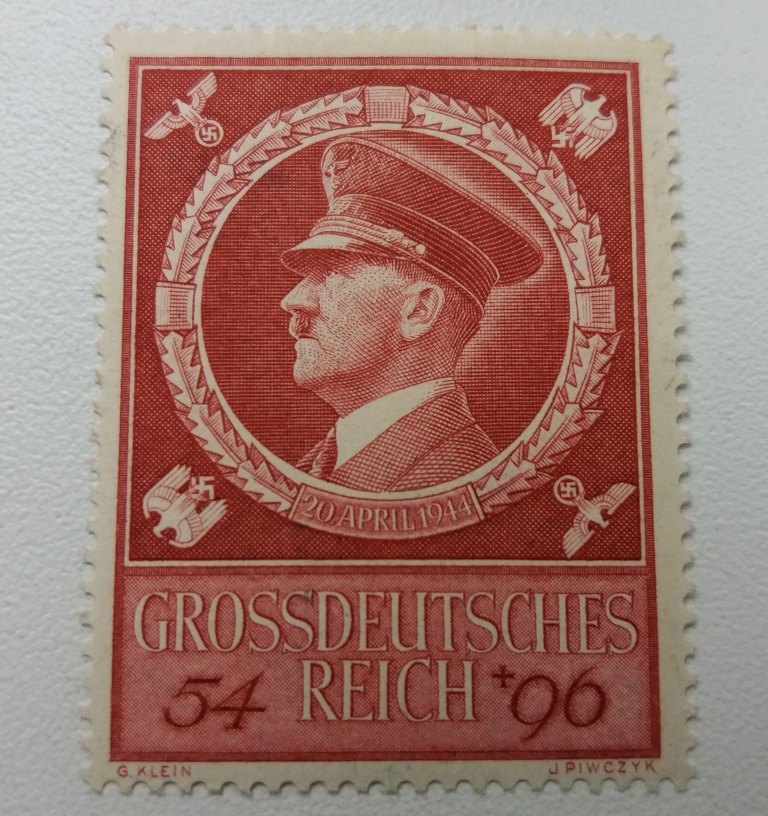 20. APRIL 1944
GROSSDEUTSCHES
54 REICH +96
G. KLEIN J. PIWCZYK